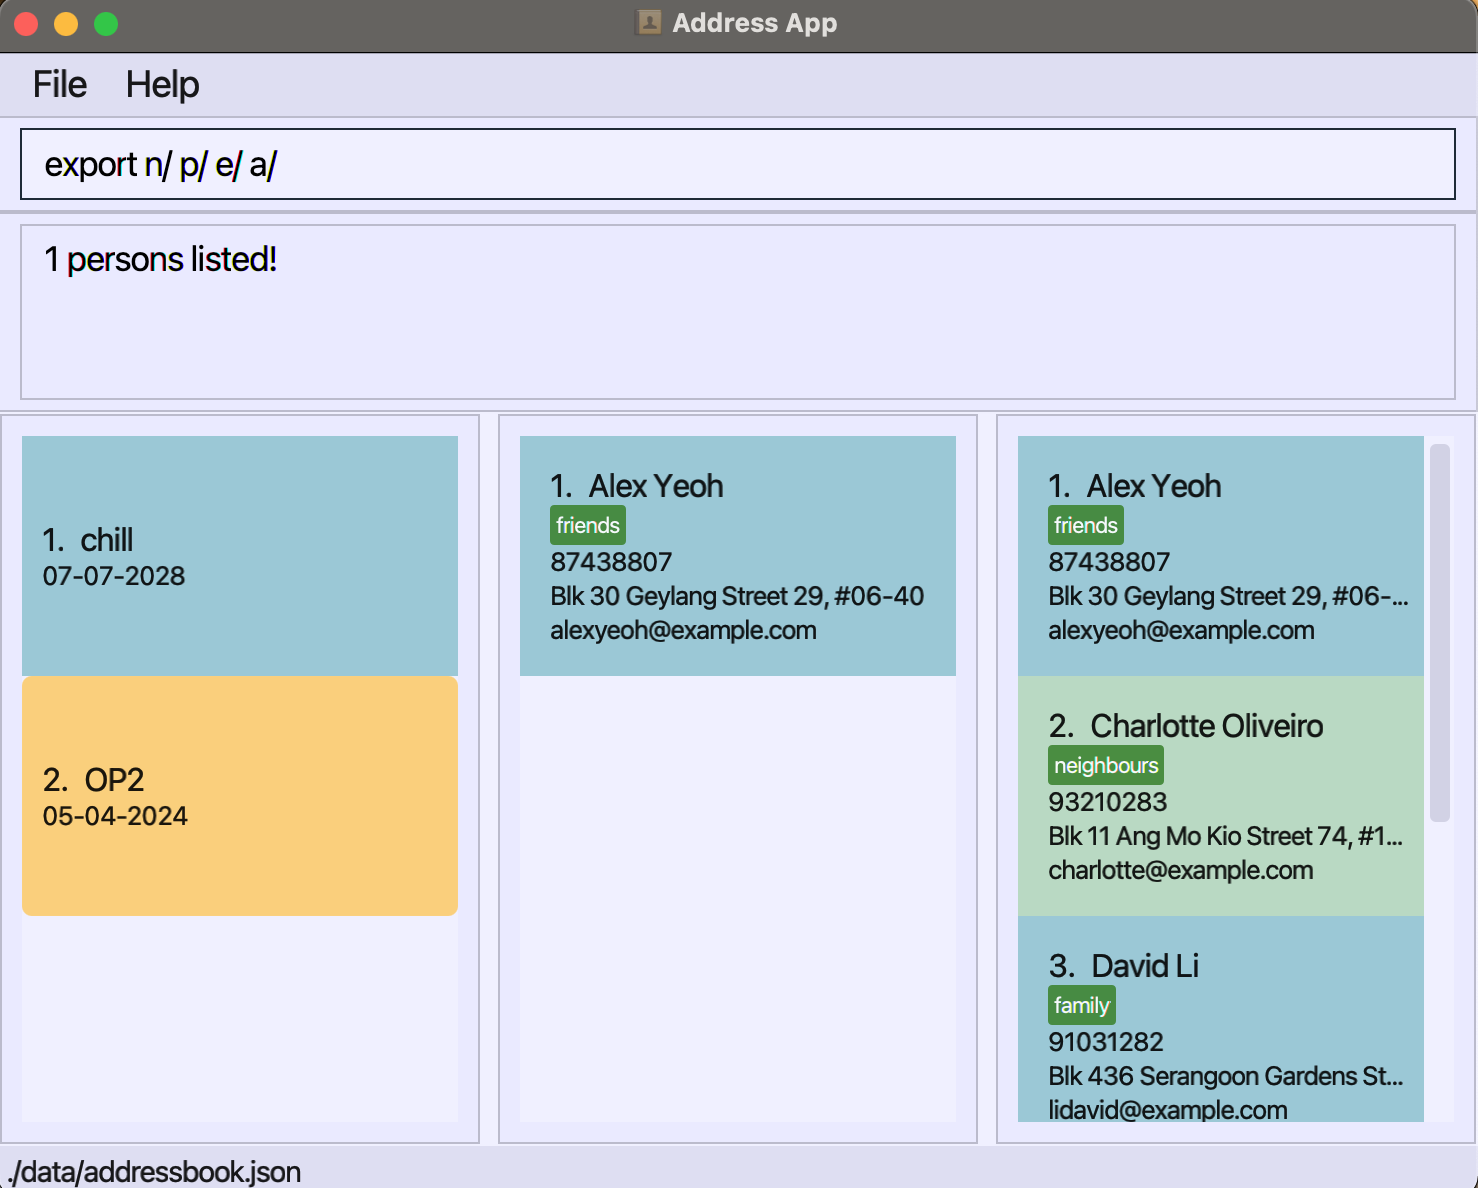 Address App
File Help
export n/ p/ e/ a/
1 persons listed!
1. chill
07-07-2028
2. OP2
05-04-2024
1. Alex Yeoh
friends
87438807
Blk 30 Geylang Street 29, #06-40
alexyeoh@example.com
1. Alex Yeoh
friends
87438807
Blk 30 Geylang Street 29, #06-...
alexyeoh@example.com
2. Charlotte Oliveiro
neighbours
93210283
Blk 11 Ang Mo Kio Street 74, #1...
charlotte@example.com
3. David Li
family
91031282
Blk 436 Serangoon Gardens St...
lidavid@example.com
./data/addressbook.json